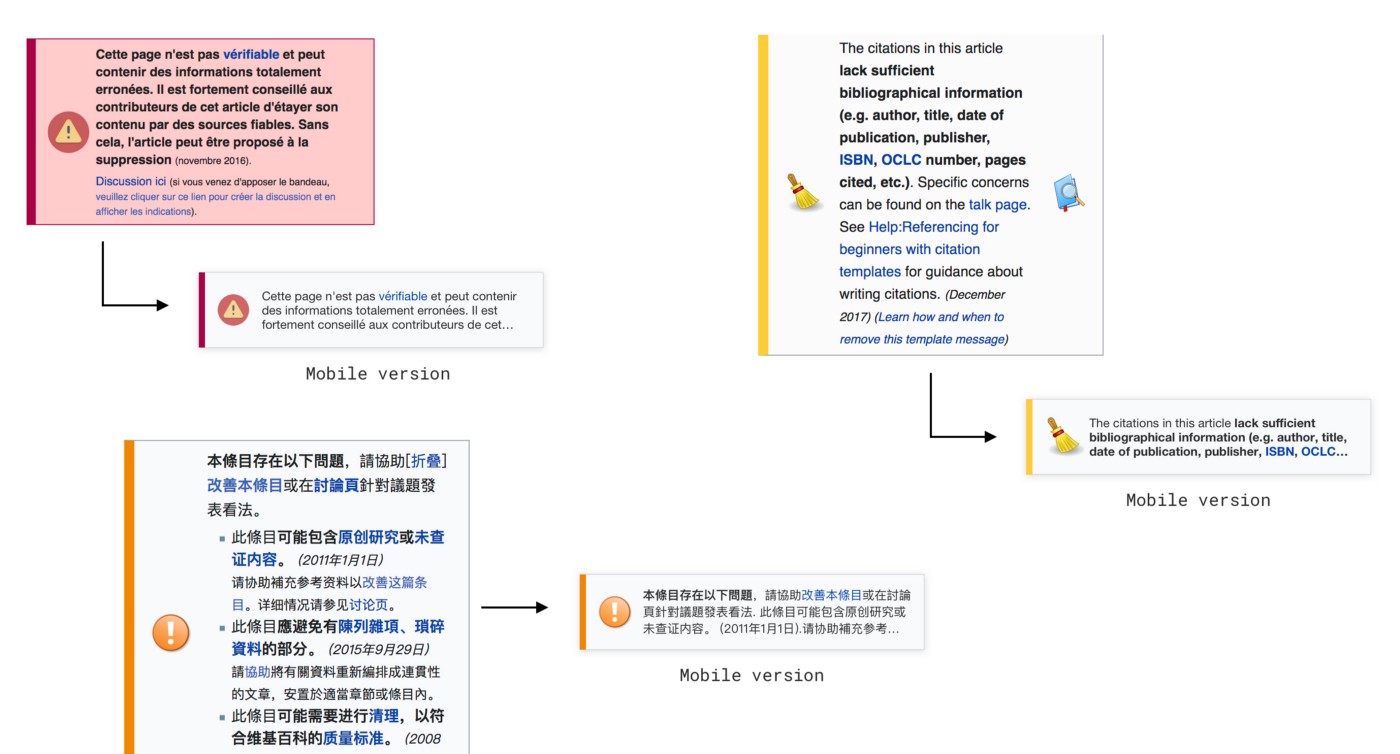 Cette page n'est pas vérifiable et peut
contenir des informations totalement
erronées. Il est fortement conseillé aux
contributeurs de cet article d'étayer son
contenu par des sources fiables. Sans
cela, l'article peut être proposé à la
suppression (novembre 2016).
Discussion ici (si vous venez d'apposer le bandeau,
veuillez cliquer sur ce lien pour créer la discussion et en
afficher les indications).
Cette page n'est pas vérifiable et peut contenir
des informations totalement erronées. Il est
fortement conseillé aux contributeurs de cet…
Mobile version
The citations in this article
lack sufficient
bibliographical information
(e.g. author, title, date of
publication, publisher,
ISBN, OCLC number, pages
cited, etc.). Specific concerns
can be found on the talk page.
See Help:Referencing for
beginners with citation
templates for guidance about
writing citations. (December
2017) (Learn how and when to
remove this template message)
The citations in this article lack sufficient
bibliographical information (e.g. author, title,
date of publication, publisher, ISBN, OCLC…
Mobile version
本條目存在以下問題，請協助[折叠]
改善本條目或在討論頁針對議題發
表看法。
此條目可能包含原创研究或未查
证内容。 (2011年1月1日)
请协助補充参考资料以改善这篇条
目。详细情况请参见讨论页。
此條目應避免有陳列雜項、瑣碎
資料的部分。 (2015年9月29日)
請協助將有關資料重新編排成連貫性
的文章，安置於適當章節或條目內。
此條目可能需要进行清理，以符
合维基百科的质量标准。 (2008
本條目存在以下問題，請協助改善本條目或在討論
頁針對議題發表看法. 此條目可能包含原创研究或
未查证内容。 (2011年1月1日).请协助補充参考…
Mobile version